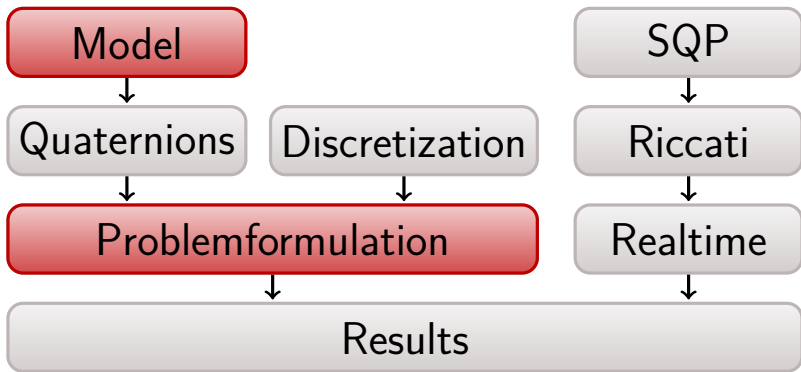 Model
SQP
Quaternions
Discretization
Riccati
Problemformulation
Realtime
Results